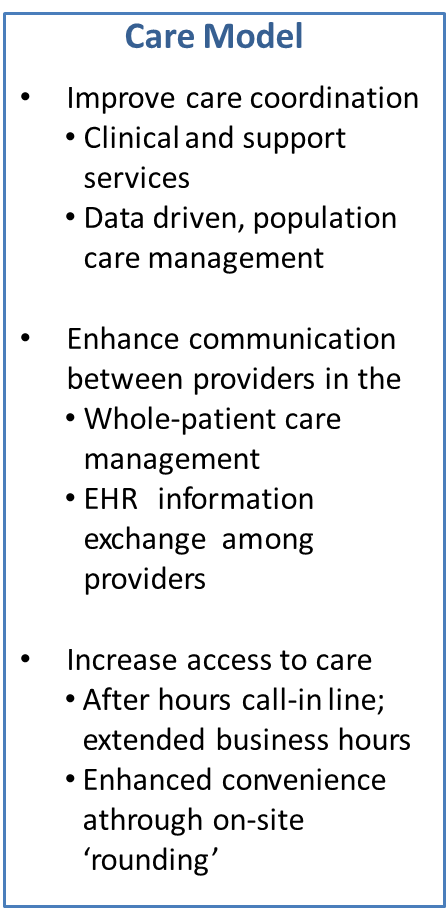 Care Model
• Improve care coordination
• Clinical and support
services
• Data driven, population
care management
• Enhance communication
between providers in the
• Whole-patient care
management
• EHR information
exchange among
providers
• Increase access to care
• After hours call-in line;
extended business hours
• Enhanced convenience
athrough on-site
‘rounding’